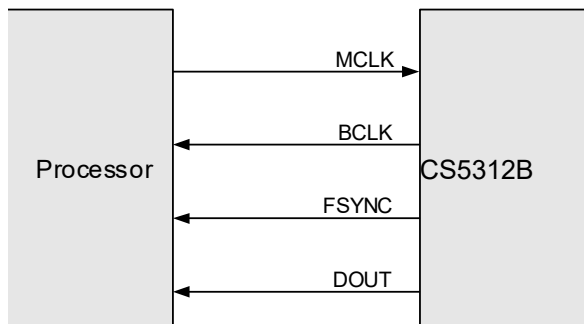 MCLK
BCLK
Processor
CS5312B
FSYNC
DOUT